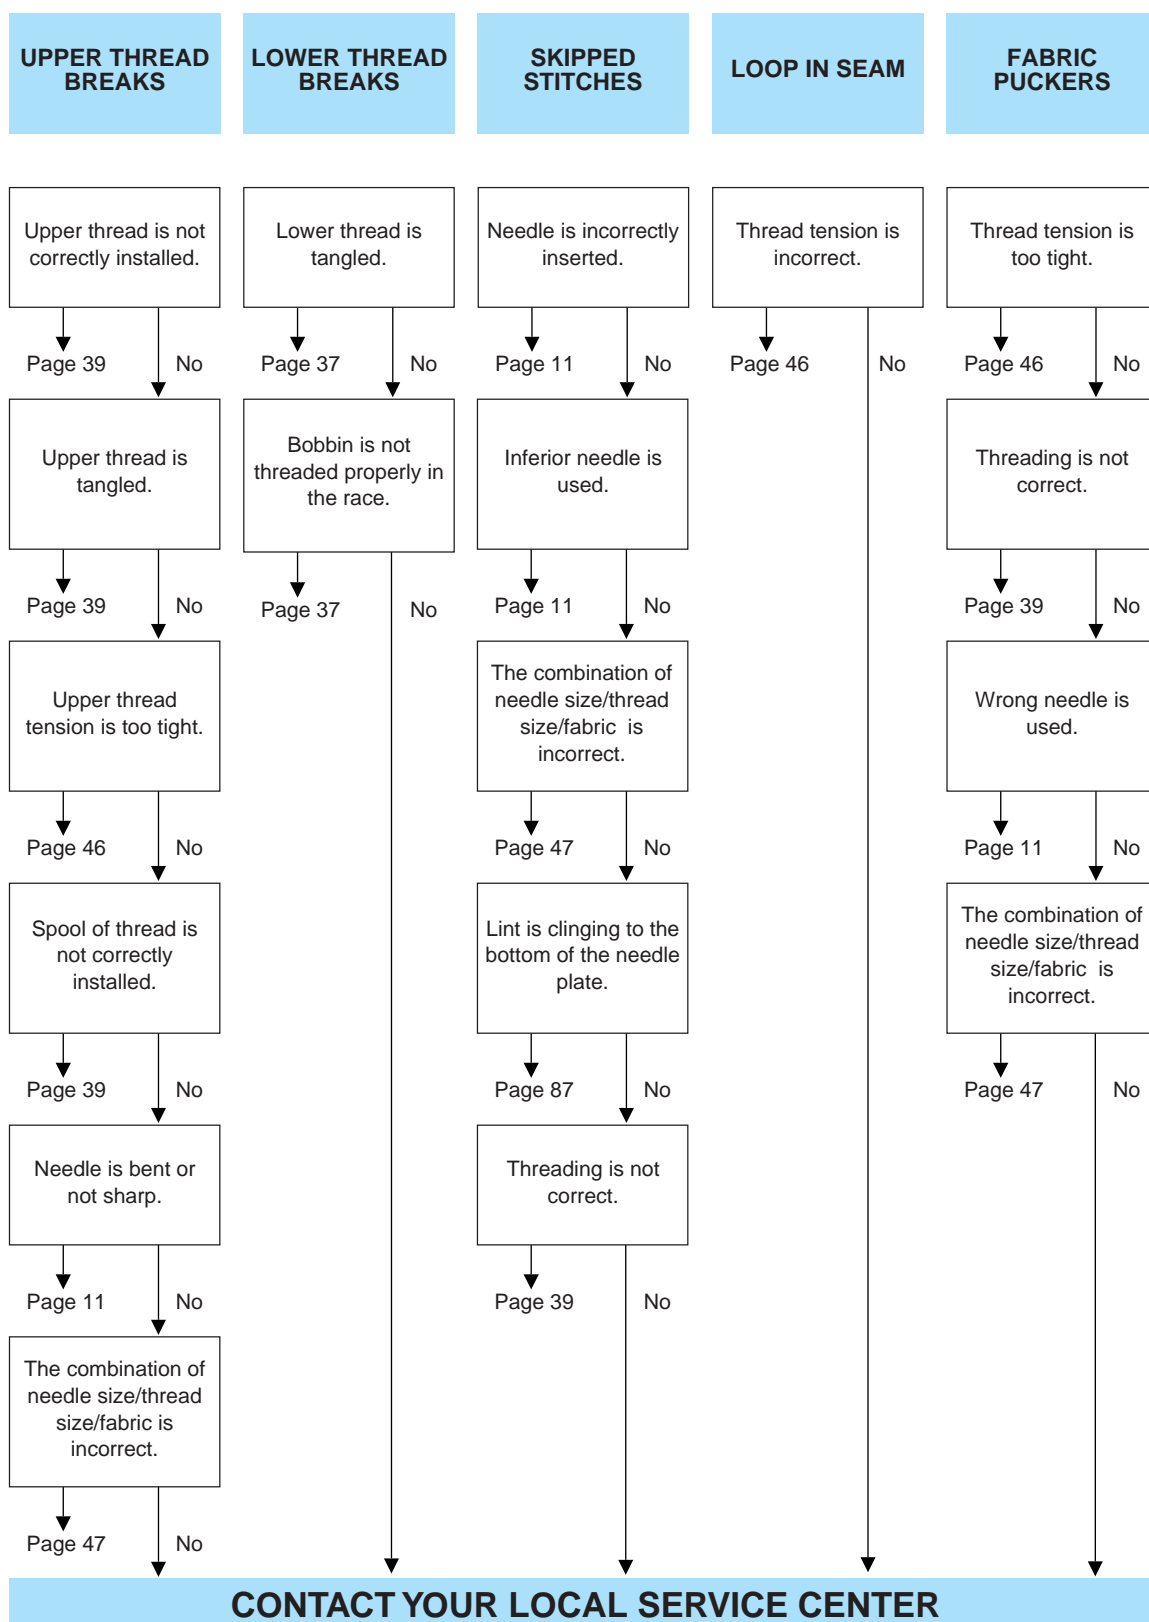 UPPER THREAD
BREAKS
LOWER THREAD
BREAKS
SKIPPED
STITCHES
LOOP IN SEAM
FABRIC
PUCKERS
Upper thread is not
correctly installed.
Page 39
No
Upper thread is
tangled.
Page 39
No
Upper thread
tension is too tight.
Page 46
No
Spool of thread is
not correctly
installed.
Page 39
No
Needle is bent or
not sharp.
Page 11
No
The combination of
needle size/thread
size/fabric is
incorrect.
Page 47
No
Lower thread is
tangled.
Page 37
No
Bobbin is not
threaded properly in
the race.
Page 37
No
Needle is incorrectly
inserted.
Page 11
No
Inferior needle is
used.
Page 11
No
The combination of
needle size/thread
size/fabric is
incorrect.
Page 47
No
Lint is clinging to the
bottom of the needle
plate.
Page 87
No
Threading is not
correct.
Page 39
No
Thread tension is
incorrect.
Page 46
No
Thread tension is
too tight.
Page 46
No
Threading is not
correct.
Page 39
No
Wrong needle is
used.
Page 11
No
The combination of
needle size/thread
size/fabric is
incorrect.
Page 47
No
CONTACT YOUR LOCAL SERVICE CENTER